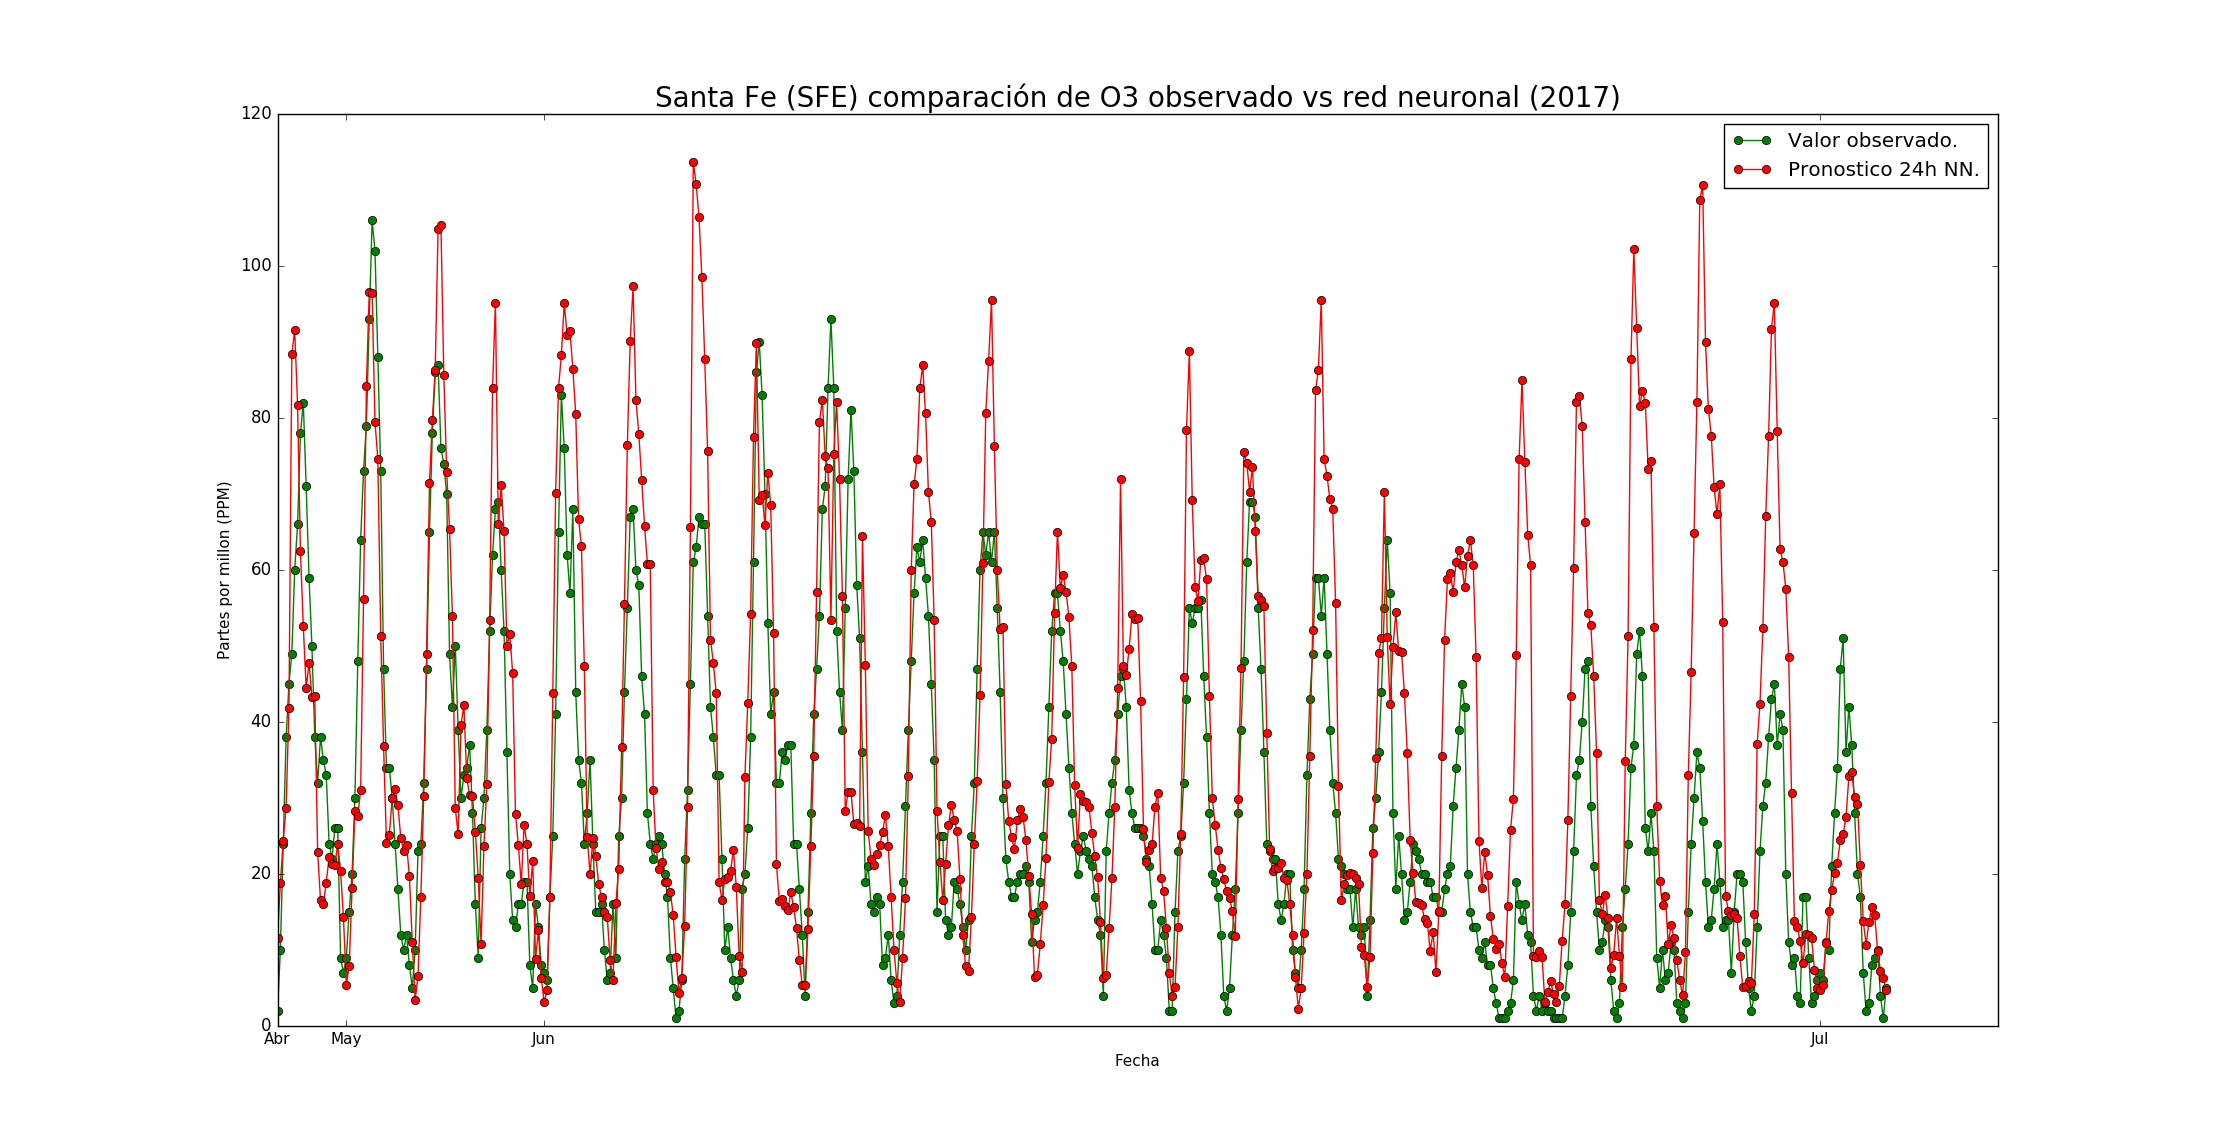 Santa Fe (SFE) comparación de O3 observado vs red neuronal (2017)
Valor observado.
Pronostico 24h NN.
Partes por millon (PPM)
120
100
80
60
40
20
0
Abr May Jun Jul
Fecha